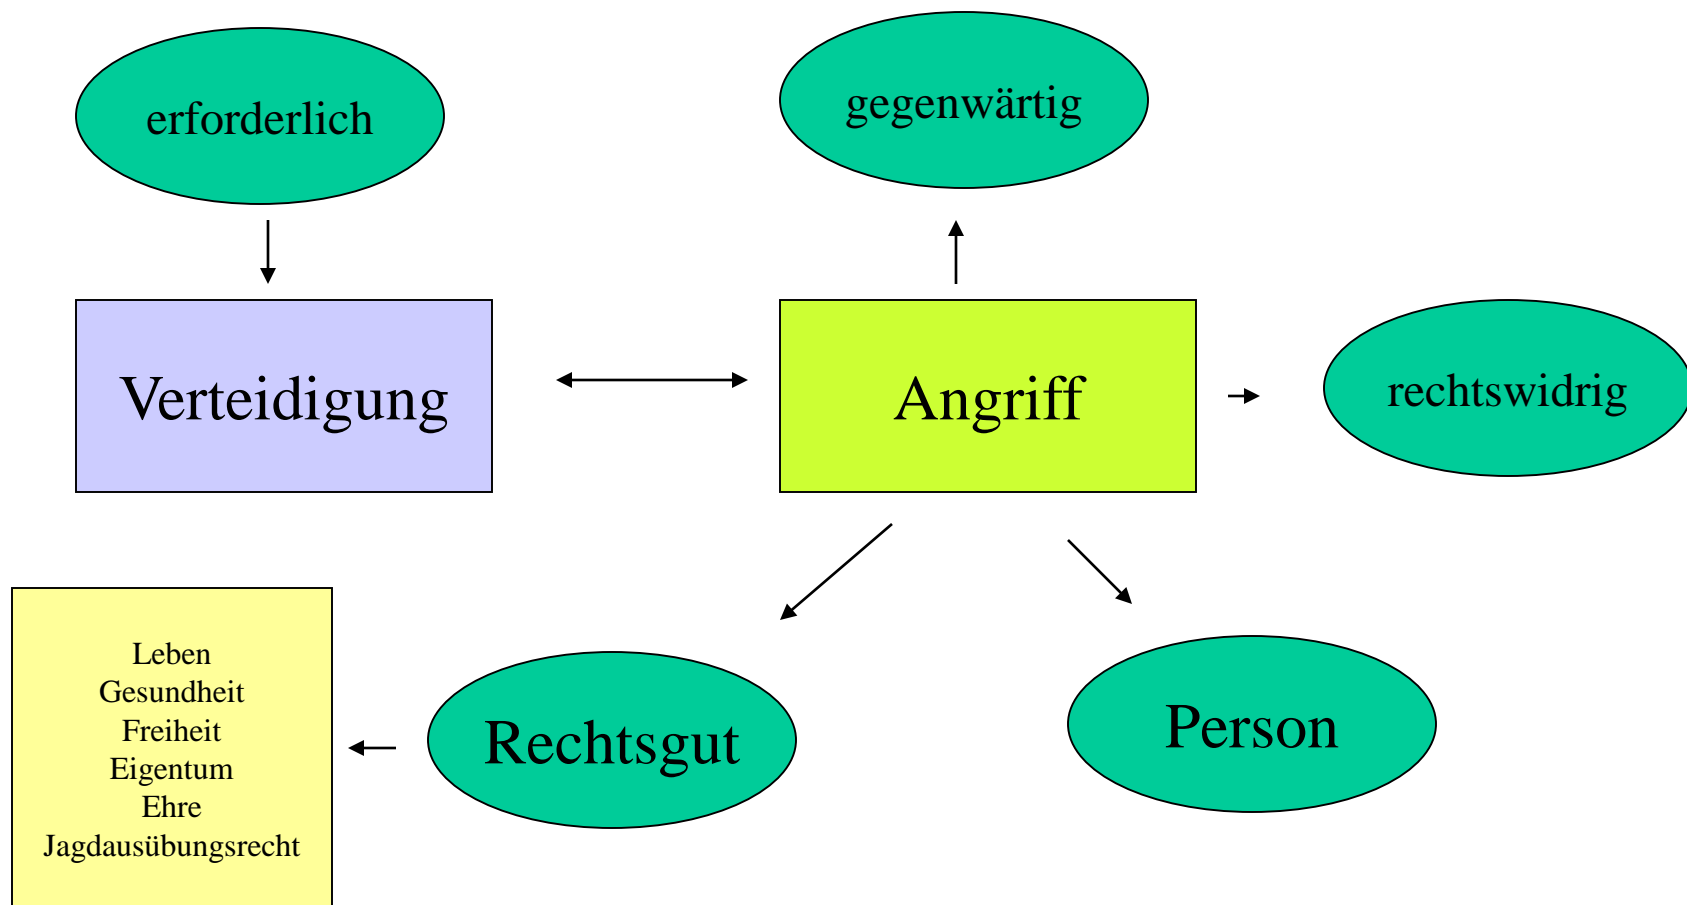 erforderlich
gegenwärtig
Verteidigung
Angriff
rechtswidrig
Leben
Gesundheit
Freiheit
Eigentum
Ehre
Jagdausübungsrecht
Rechtsgut
Person